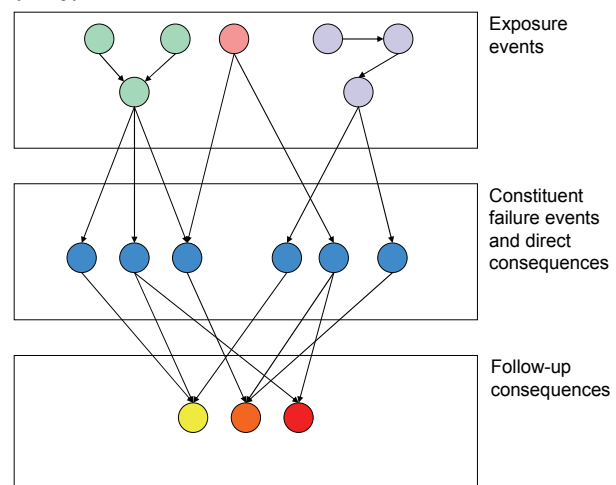 Exposure
events
Constituent
failure events
and direct
consequences
Follow-up
consequences